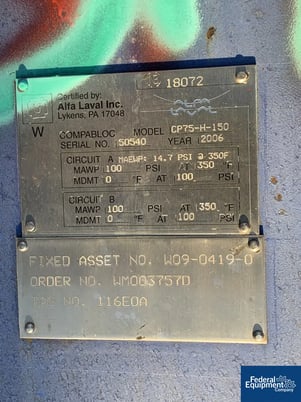 18072
Certified by:
Alfa Laval Inc.
Lykens, PA 17048
W
COMPABLOC MODEL CP75-H-150
SERIAL NO. 50540 YEAR 2006
CIRCUIT A MAEWP: 14.7 PSI @ 350F
MAWP 100 PSI AT 350 °F
MDMT 0 °F AT 100 PSI
CIRCUIT B
MAWP 100 PSI AT 350 °F
MDMT 0 °F AT 100 PSI
FIXED ASSET NO. W09-0419-0
ORDER NO. WM003757D
NO. 116E0A
Federal
Equipment
Company